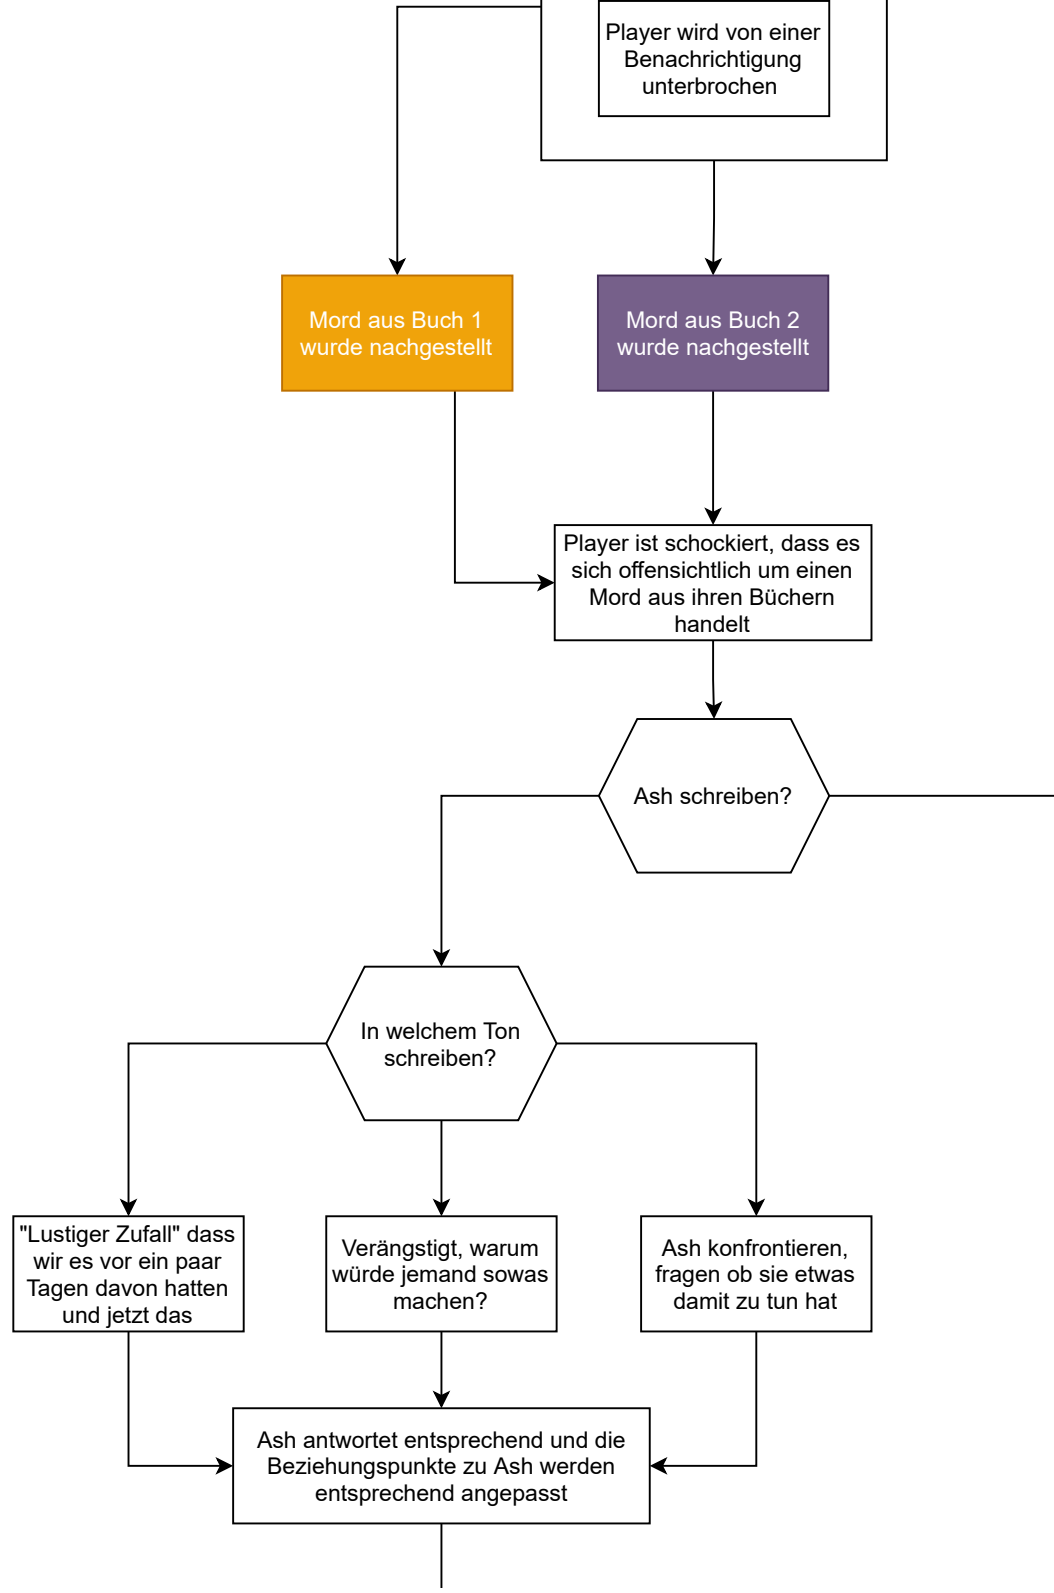 Player wird von einer
Benachrichtigung
unterbrochen
Mord aus Buch 1
wurde nachgestellt
Mord aus Buch 2
wurde nachgestellt
Player ist schockiert, dass es
sich offensichtlich um einen
Mord aus ihren Büchern
handelt
Ash schreiben?
In welchem Ton
schreiben?
"Lustiger Zufall" dass
wir es vor ein paar
Tagen davon hatten
und jetzt das
Verängstigt, warum
würde jemand sowas
machen?
Ash konfrontieren,
fragen ob sie etwas
damit zu tun hat
Ash antwortet entsprechend und die
Beziehungspunkte zu Ash werden
entsprechend angepasst